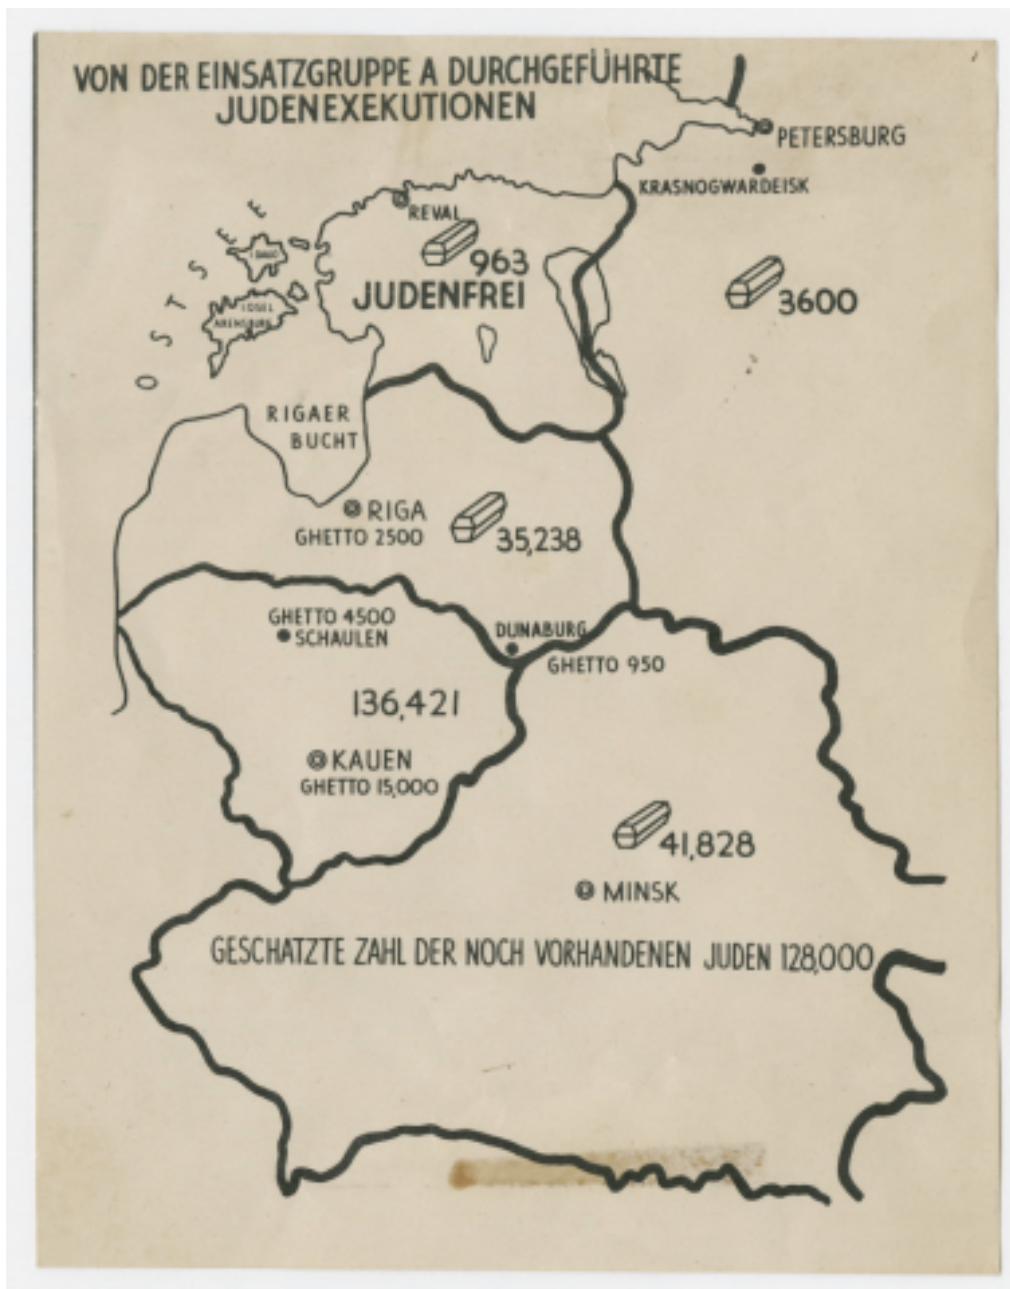 VON DER EINSATZGRUPPE A DURCHGEFÜHRTE
JUDENEXEKUTIONEN
PETERSBURG
KRASNOGWARDEISK
REVAL
963
JUDENFREI
3600
OSTSEE
I OSEL
ARENSBURG
RIGAER
BUCHT
RIGA
GHETTO 2500
35,238
GHETTO 4500
SCHAULEN
DUNABURG
GHETTO 950
136,421
KAUEN
GHETTO 15,000
41,828
MINSK
GESCHATZTE ZAHL DER NOCH VORHANDENEN JUDEN 128,000